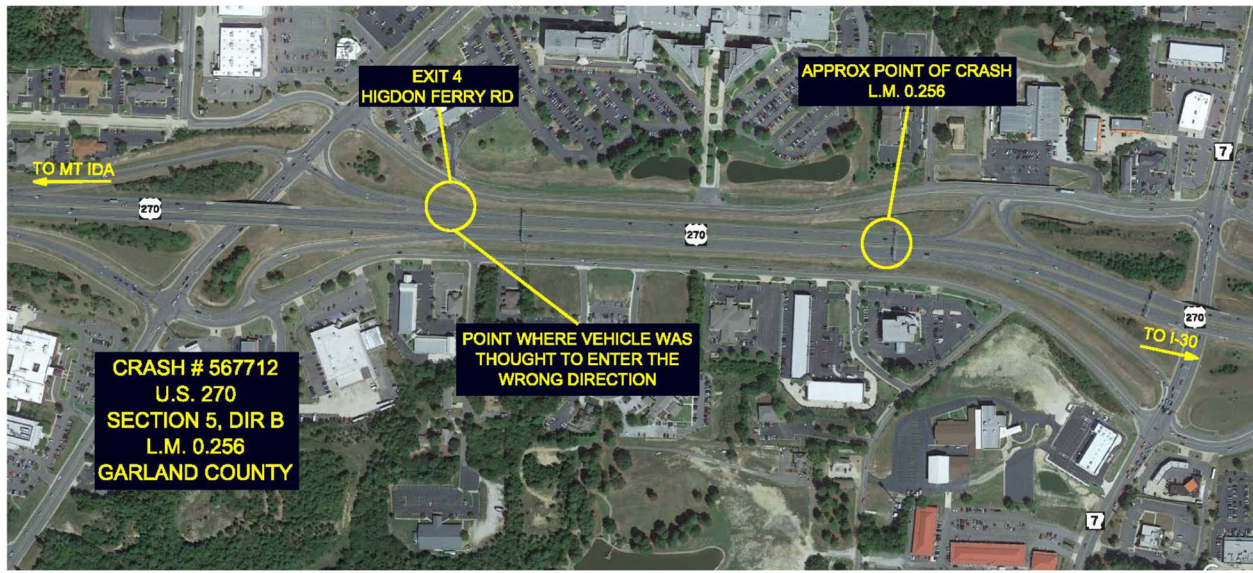 EXIT 4
HIGDON FERRY RD
APPROX POINT OF CRASH
L.M. 0.256
7
TO MT IDA
270
270
POINT WHERE VEHICLE WAS
THOUGHT TO ENTER THE
WRONG DIRECTION
270
TO I-30
CRASH # 567712
U.S. 270
SECTION 5, DIR B
L.M. 0.256
GARLAND COUNTY
7